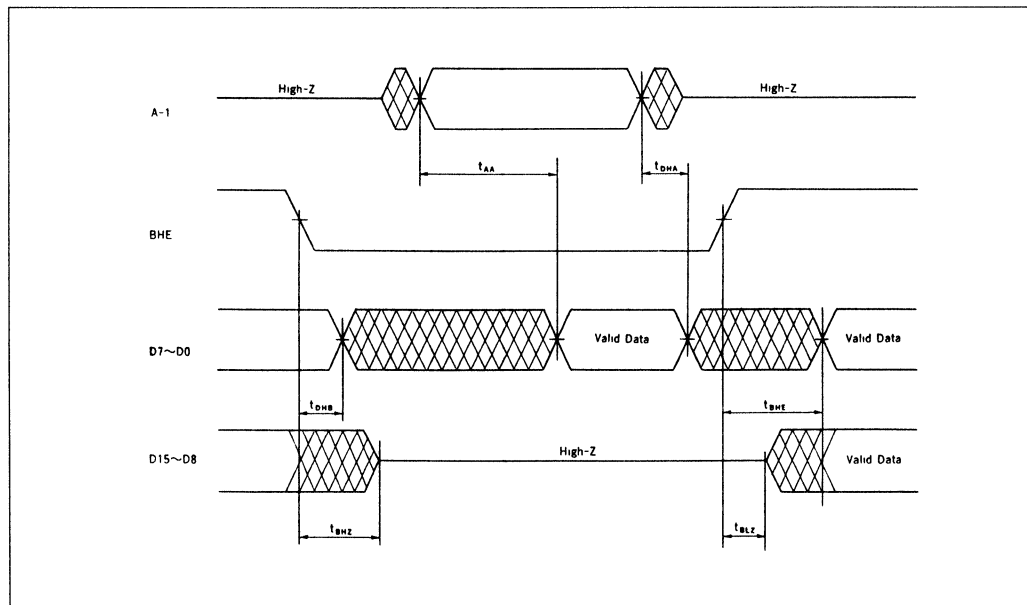 High-Z
High-Z
A-1
tAA
tDHA
BHE
D7~D0
Valid Data
Valid Data
tDHB
tBHE
D15~D8
High-Z
Valid Data
tBHZ
tBLZ